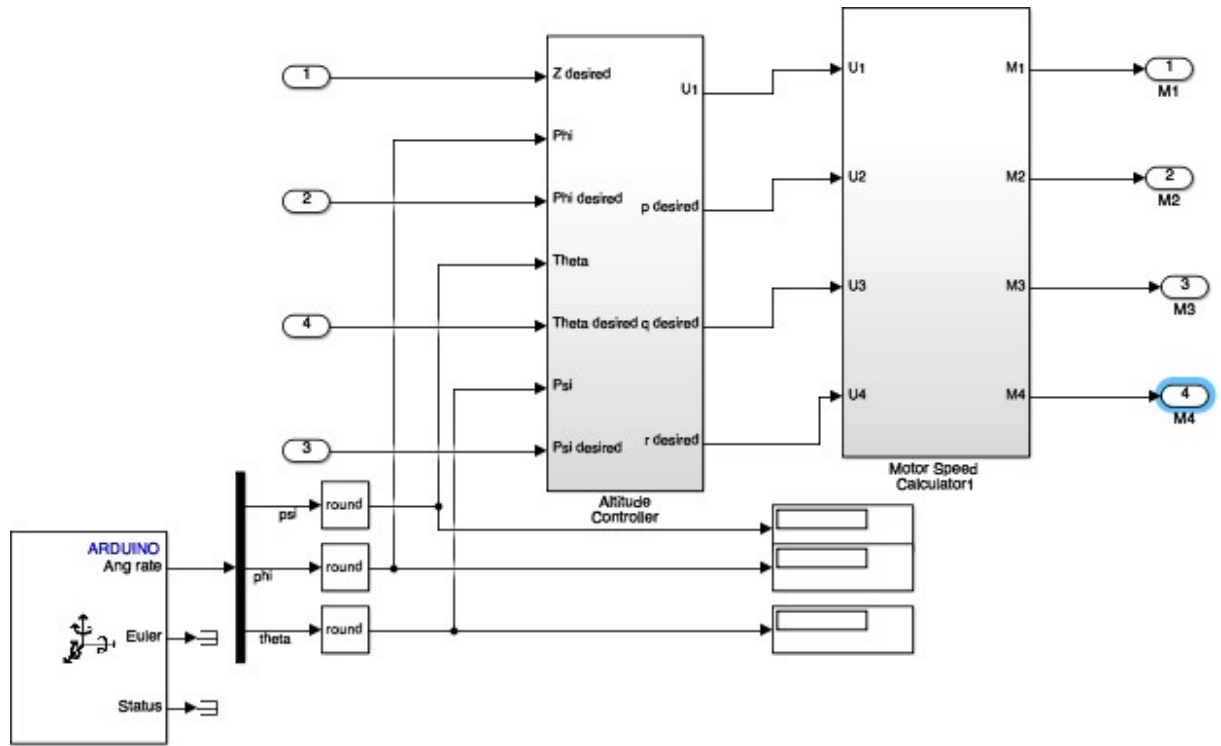 1
Z desired
Phi
2
Phi desired
Theta
4
Theta desired
Psi
3
Psi desired
U1
p desired
q desired
r desired
Altitude
Controller
U1
U2
U3
U4
M1
M2
M3
M4
Motor Speed
Calculator1
1
M1
2
M2
3
M3
4
M4
psi
round
phi
round
theta
round
ARDUINO
Ang rate
Euler
Status